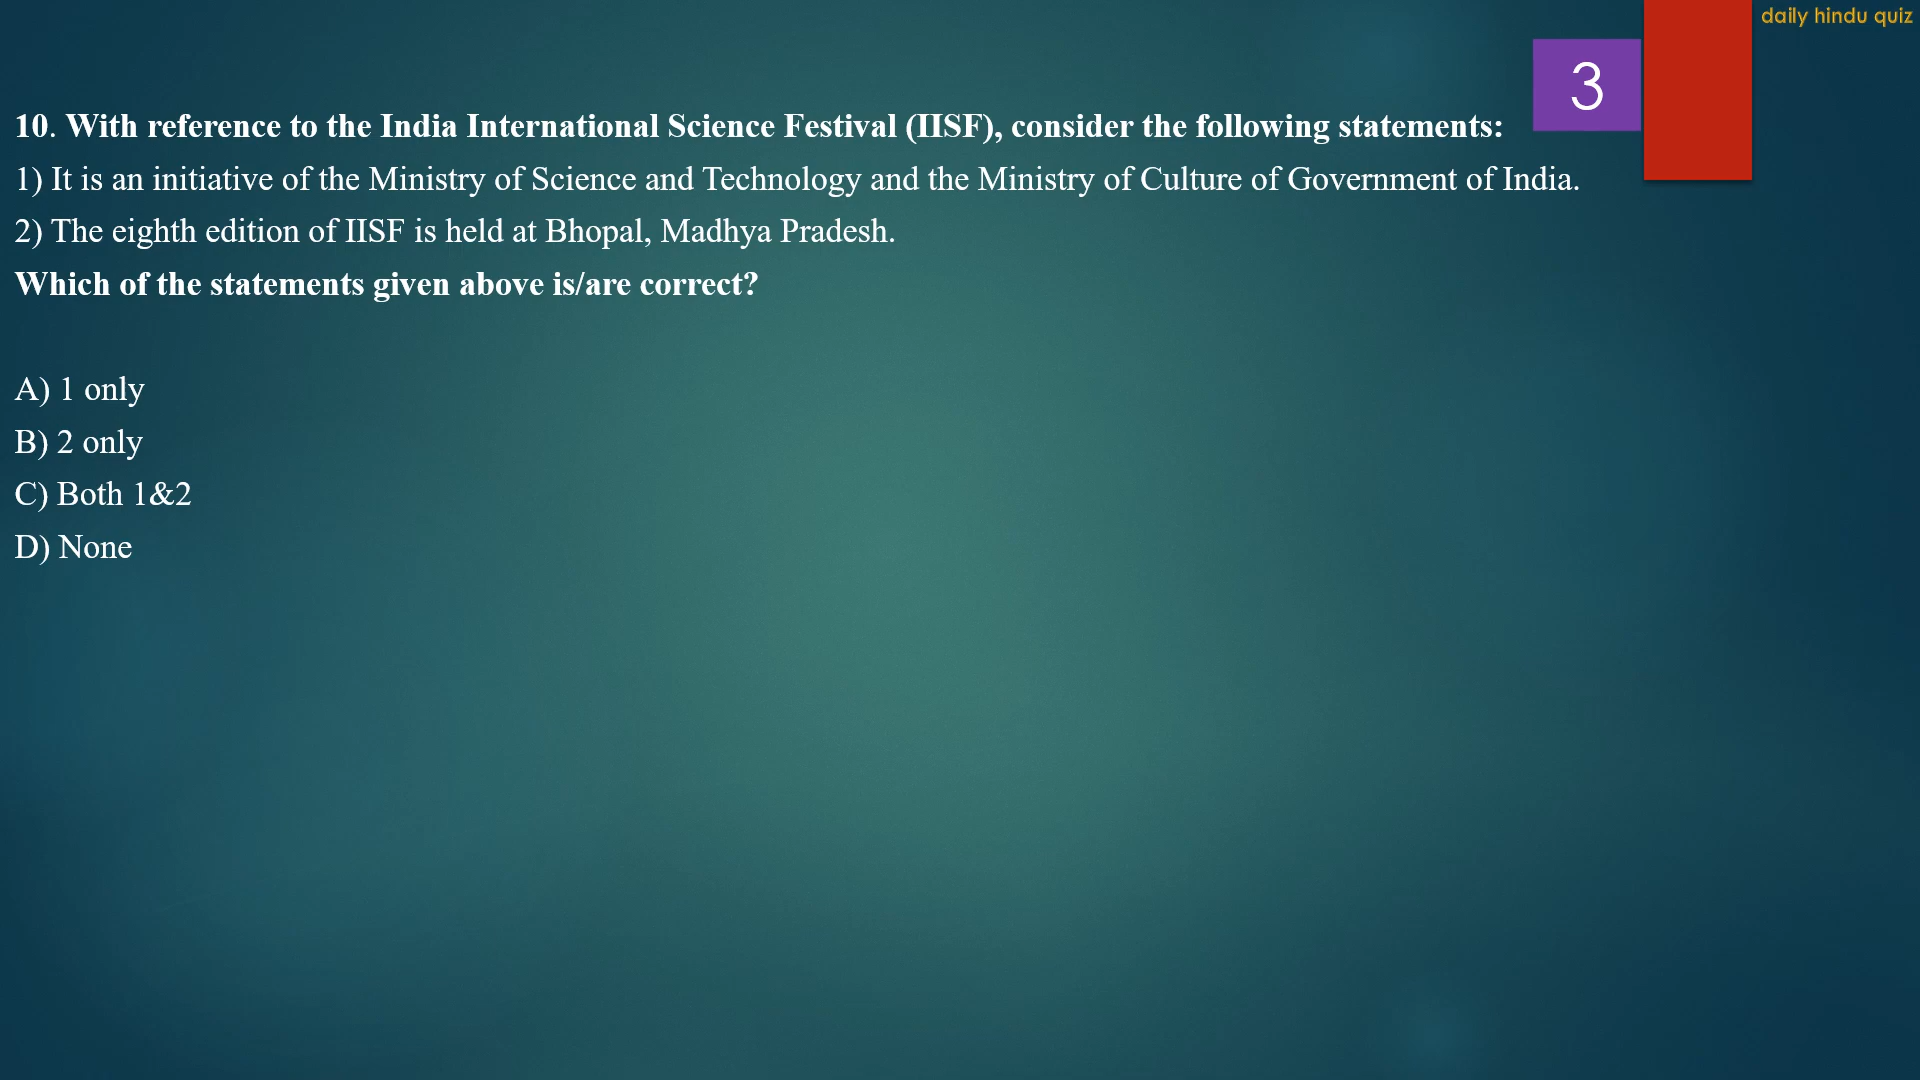 daily hindu quiz
3
10. With reference to the India International Science Festival (IISF), consider the following statements:
1) It is an initiative of the Ministry of Science and Technology and the Ministry of Culture of Government of India.
2) The eighth edition of IISF is held at Bhopal, Madhya Pradesh.
Which of the statements given above is/are correct?
A) 1 only
B) 2 only
C) Both 1&2
D) None